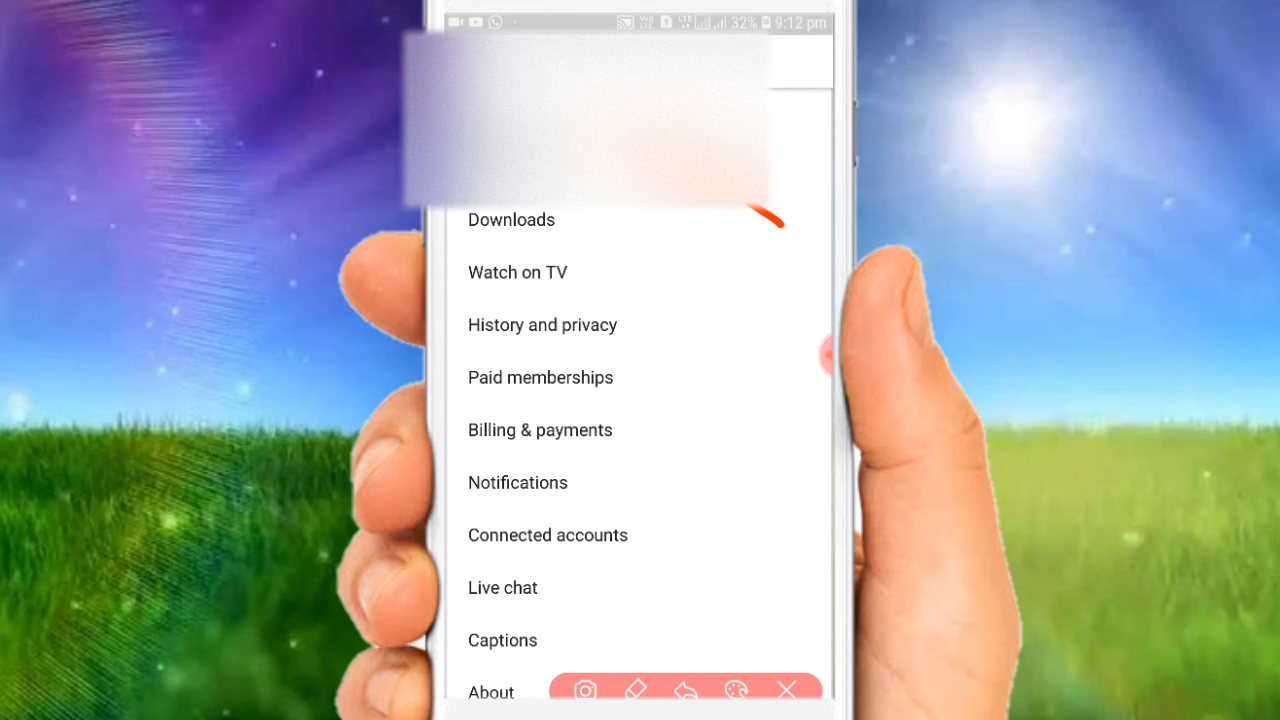 32% 9:12 pm
Downloads
Watch on TV
History and privacy
Paid memberships
Billing & payments
Notifications
Connected accounts
Live chat
Captions
About